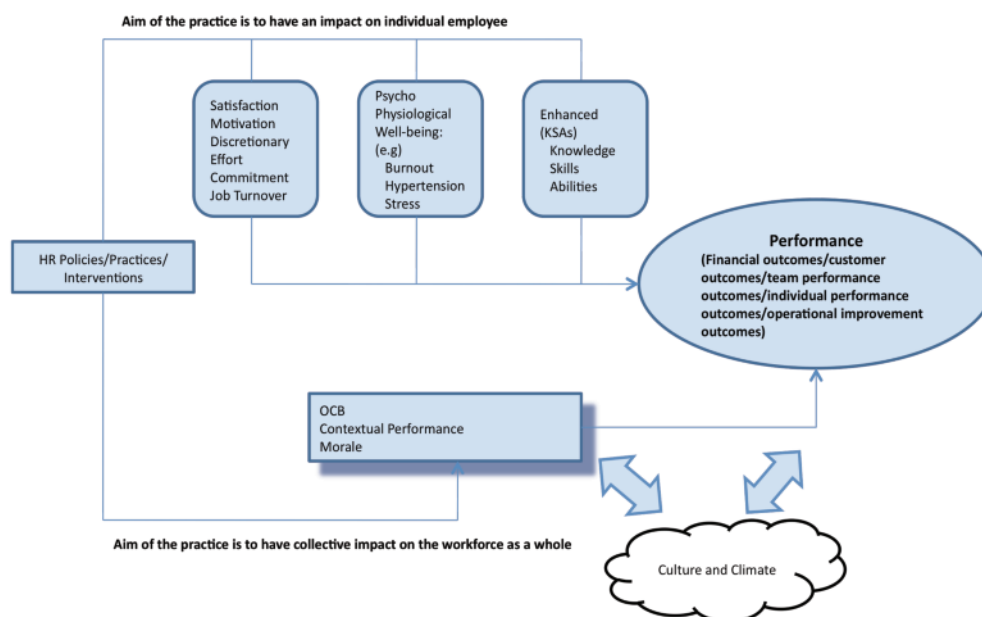 Aim of the practice is to have an impact on individual employee
Satisfaction
Motivation
Discretionary
Effort
Commitment
Job Turnover
Psycho
Physiological
Well-being:
(e.g)
Burnout
Hypertension
Stress
Enhanced
(KSAs)
Knowledge
Skills
Abilities
HR Policies/Practices/
Interventions
Performance
(Financial outcomes/customer
outcomes/team performance
outcomes/individual performance
outcomes/operational improvement
outcomes)
OCB
Contextual Performance
Morale
Aim of the practice is to have collective impact on the workforce as a whole
Culture and Climate